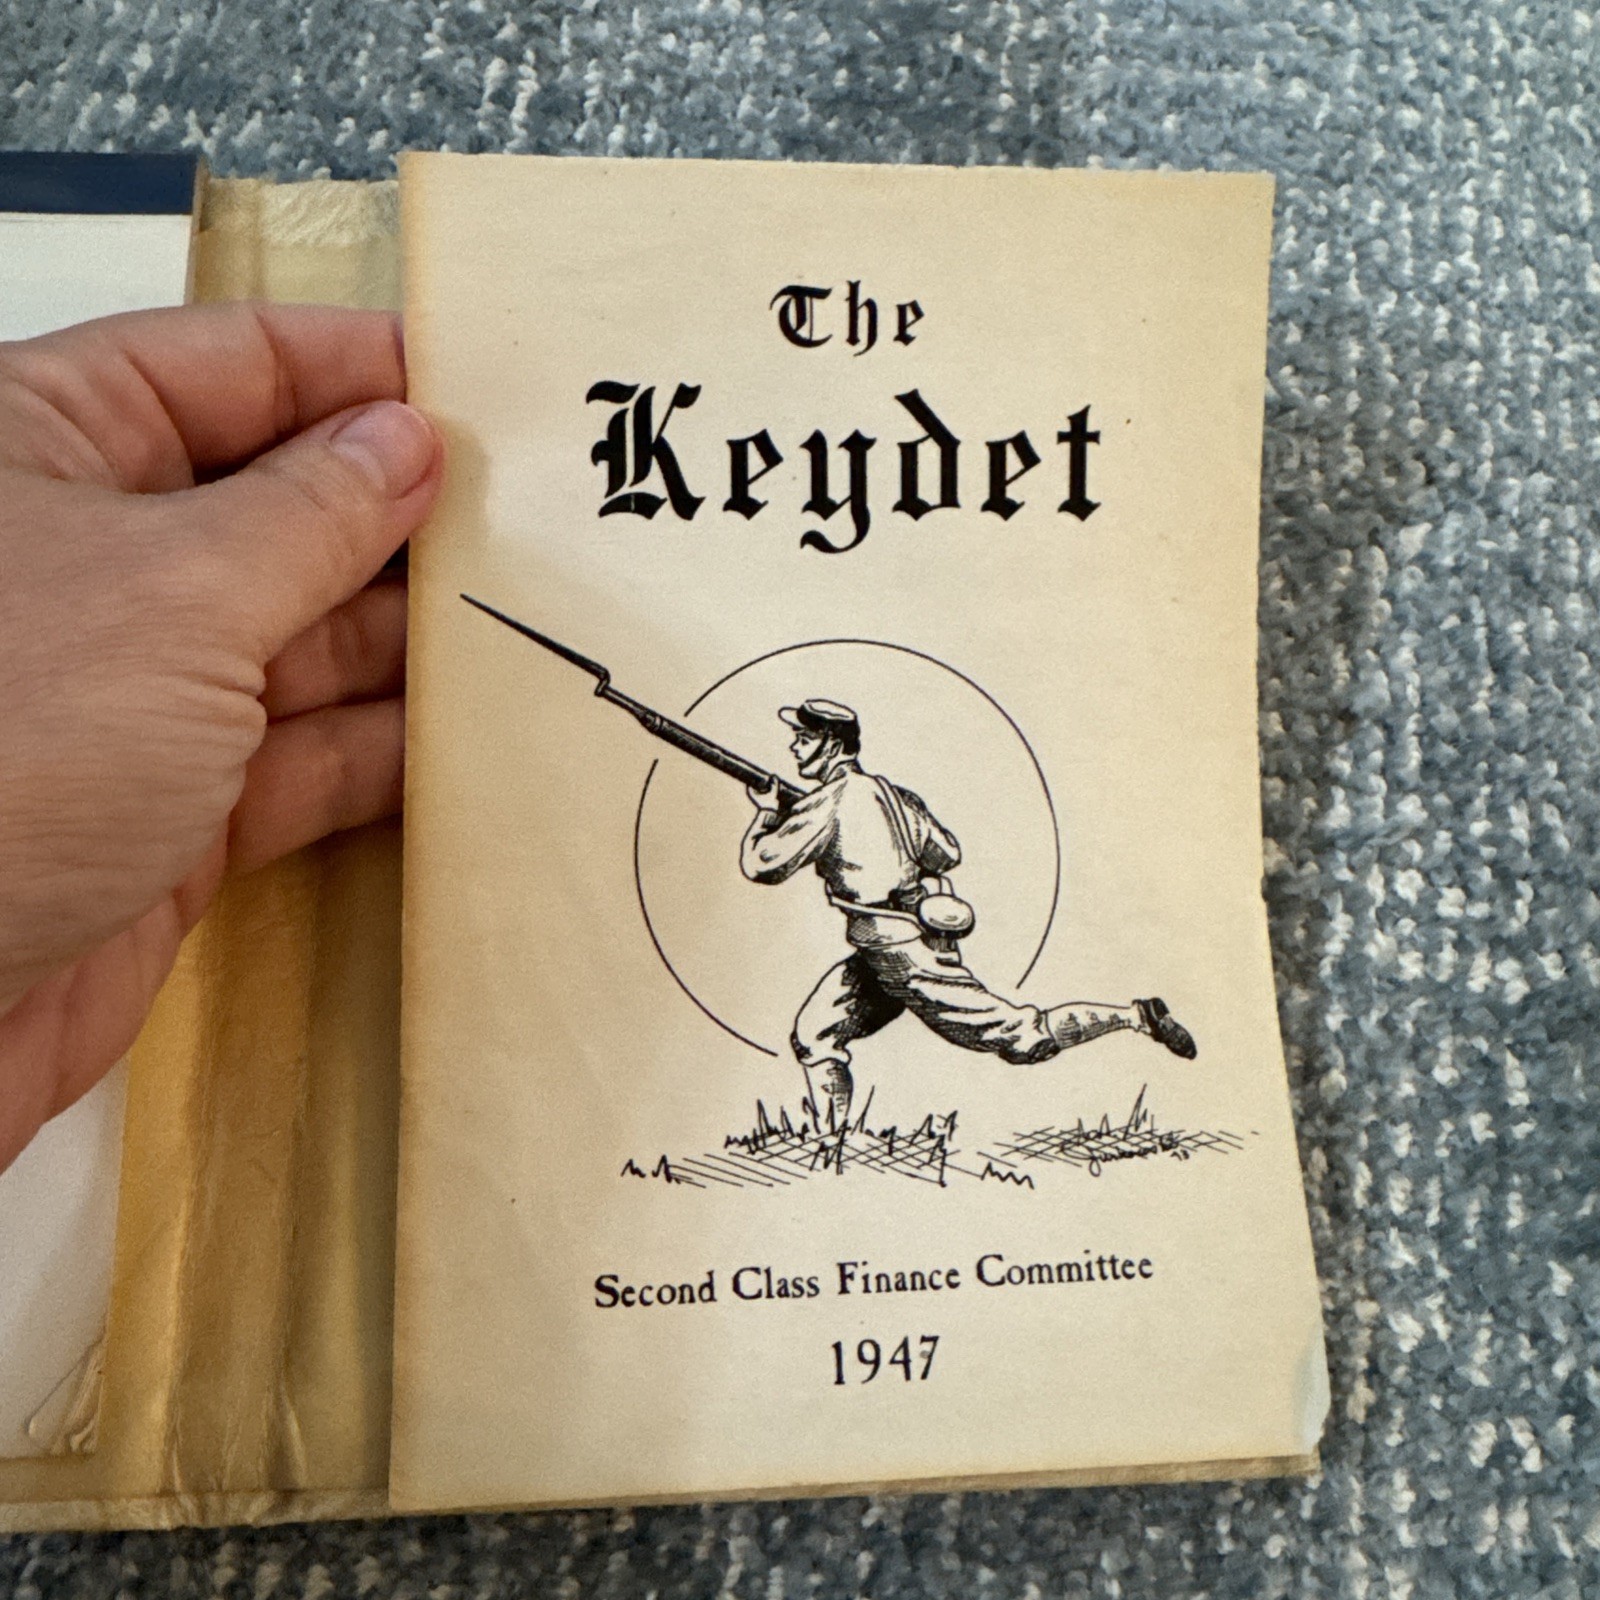 The
Keydet
Second Class Finance Committee
1947